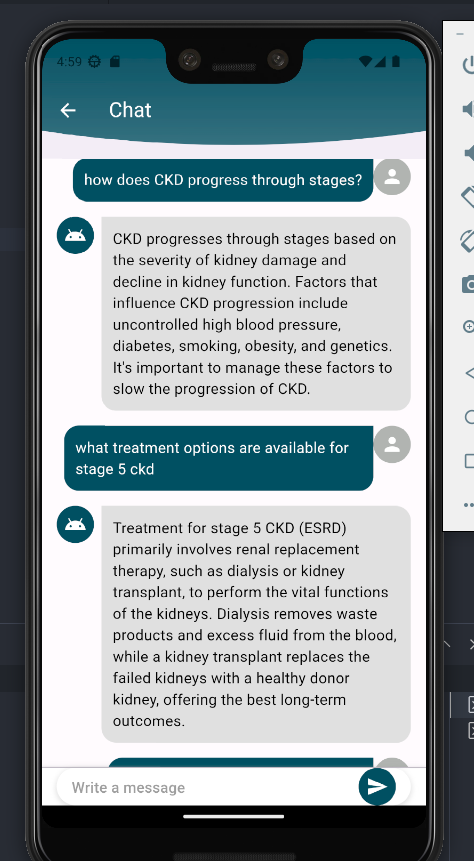 4:59
Chat
how does CKD progress through stages?
CKD progresses through stages based on
the severity of kidney damage and
decline in kidney function. Factors that
influence CKD progression include
uncontrolled high blood pressure,
diabetes, smoking, obesity, and genetics.
It's important to manage these factors to
slow the progression of CKD.
what treatment options are available for
stage 5 ckd
Treatment for stage 5 CKD (ESRD)
primarily involves renal replacement
therapy, such as dialysis or kidney
transplant, to perform the vital functions
of the kidneys. Dialysis removes waste
products and excess fluid from the blood,
while a kidney transplant replaces the
failed kidneys with a healthy donor
kidney, offering the best long-term
outcomes.
Write a message